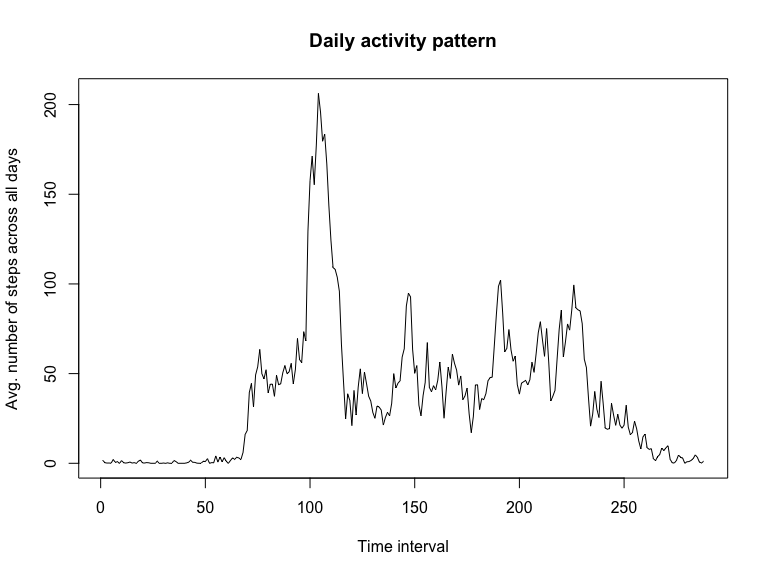 Daily activity pattern
Avg. number of steps across all days
200
150
100
50
0
0 50 100 150 200 250
Time interval